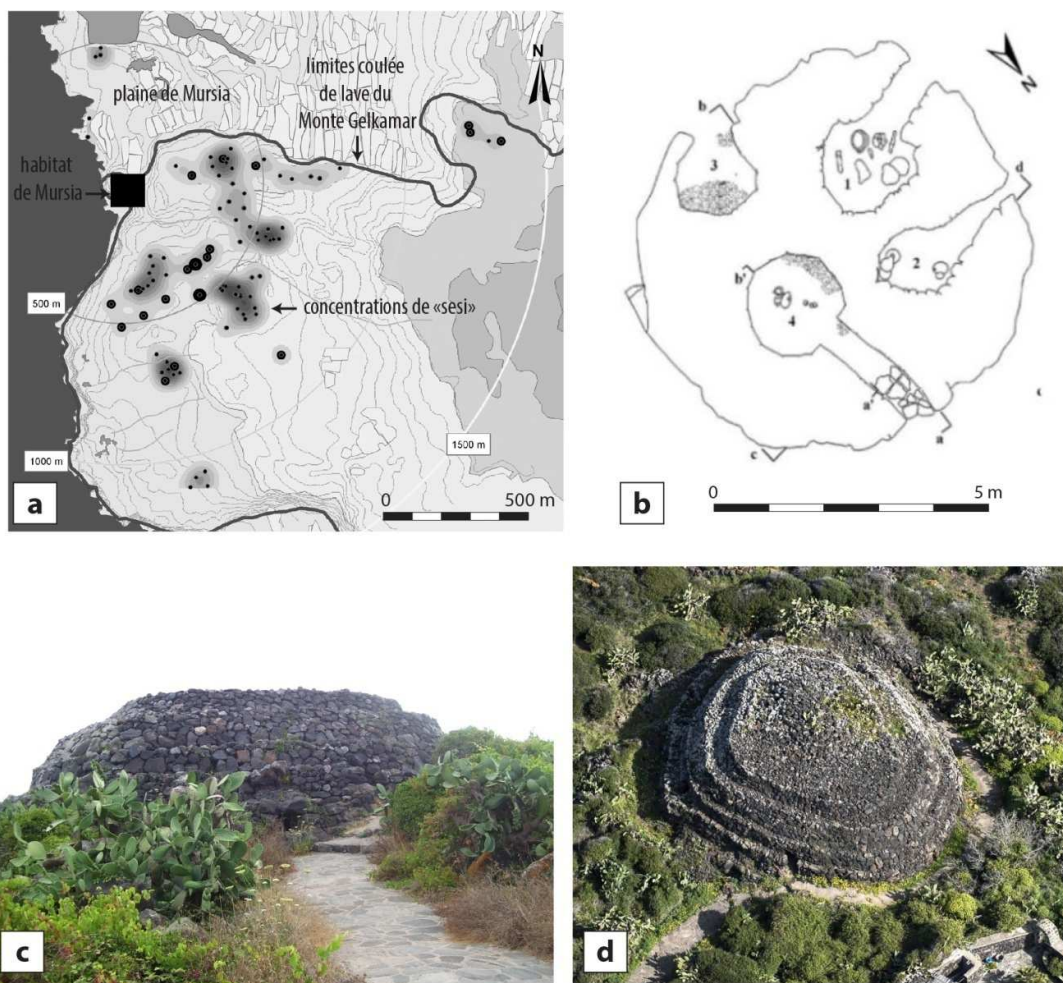 N
plaine de Mursia
limites coulée
de lave du
Monte Gelkamar
habitat
de Mursia
concentrations de «sesi»
500 m
1000 m
1500 m
0 500 m
a
N
b
3
1
d
2
b'
4
a'
a
c
0 5 m
b
c
d